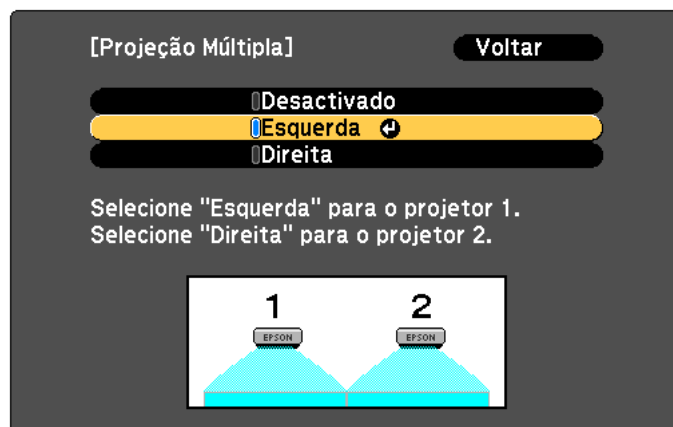 [Projeção Múltipla] Voltar
Desactivado
Esquerda
Direita
Selecione "Esquerda" para o projetor 1.
Selecione "Direita" para o projetor 2.
1 2
EPSON EPSON